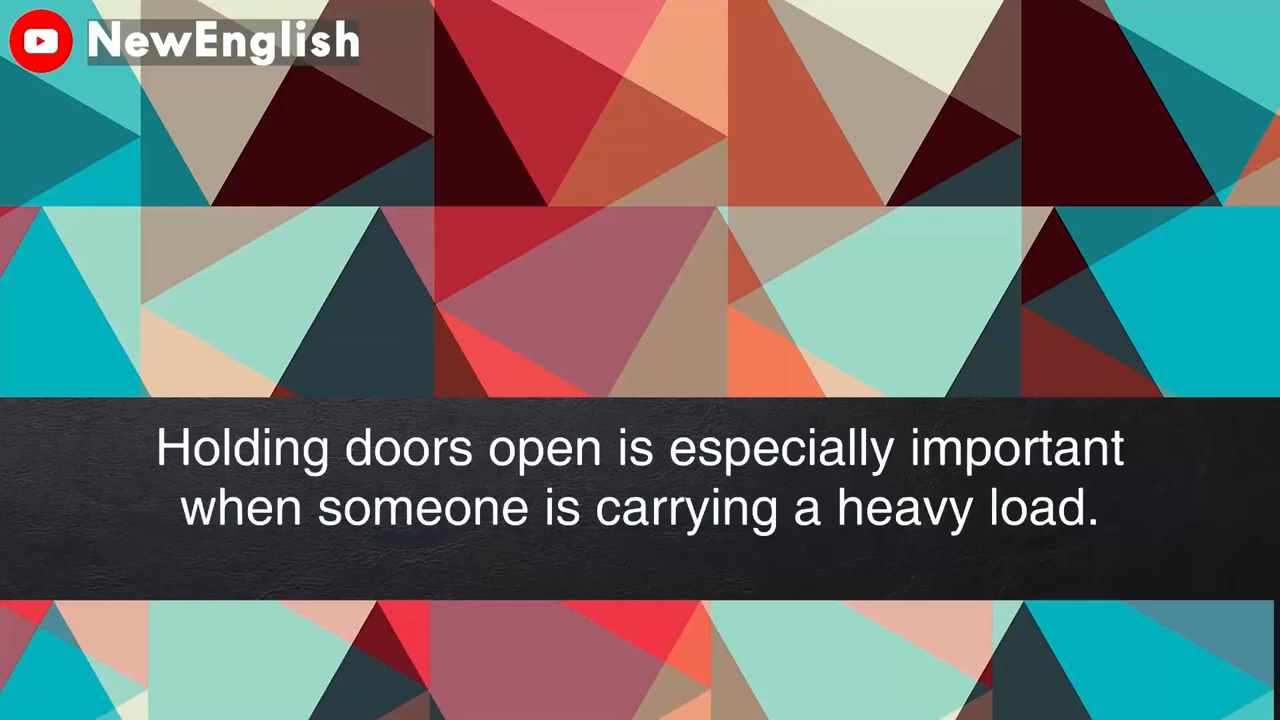 NewEnglish
Holding doors open is especially important
when someone is carrying a heavy load.